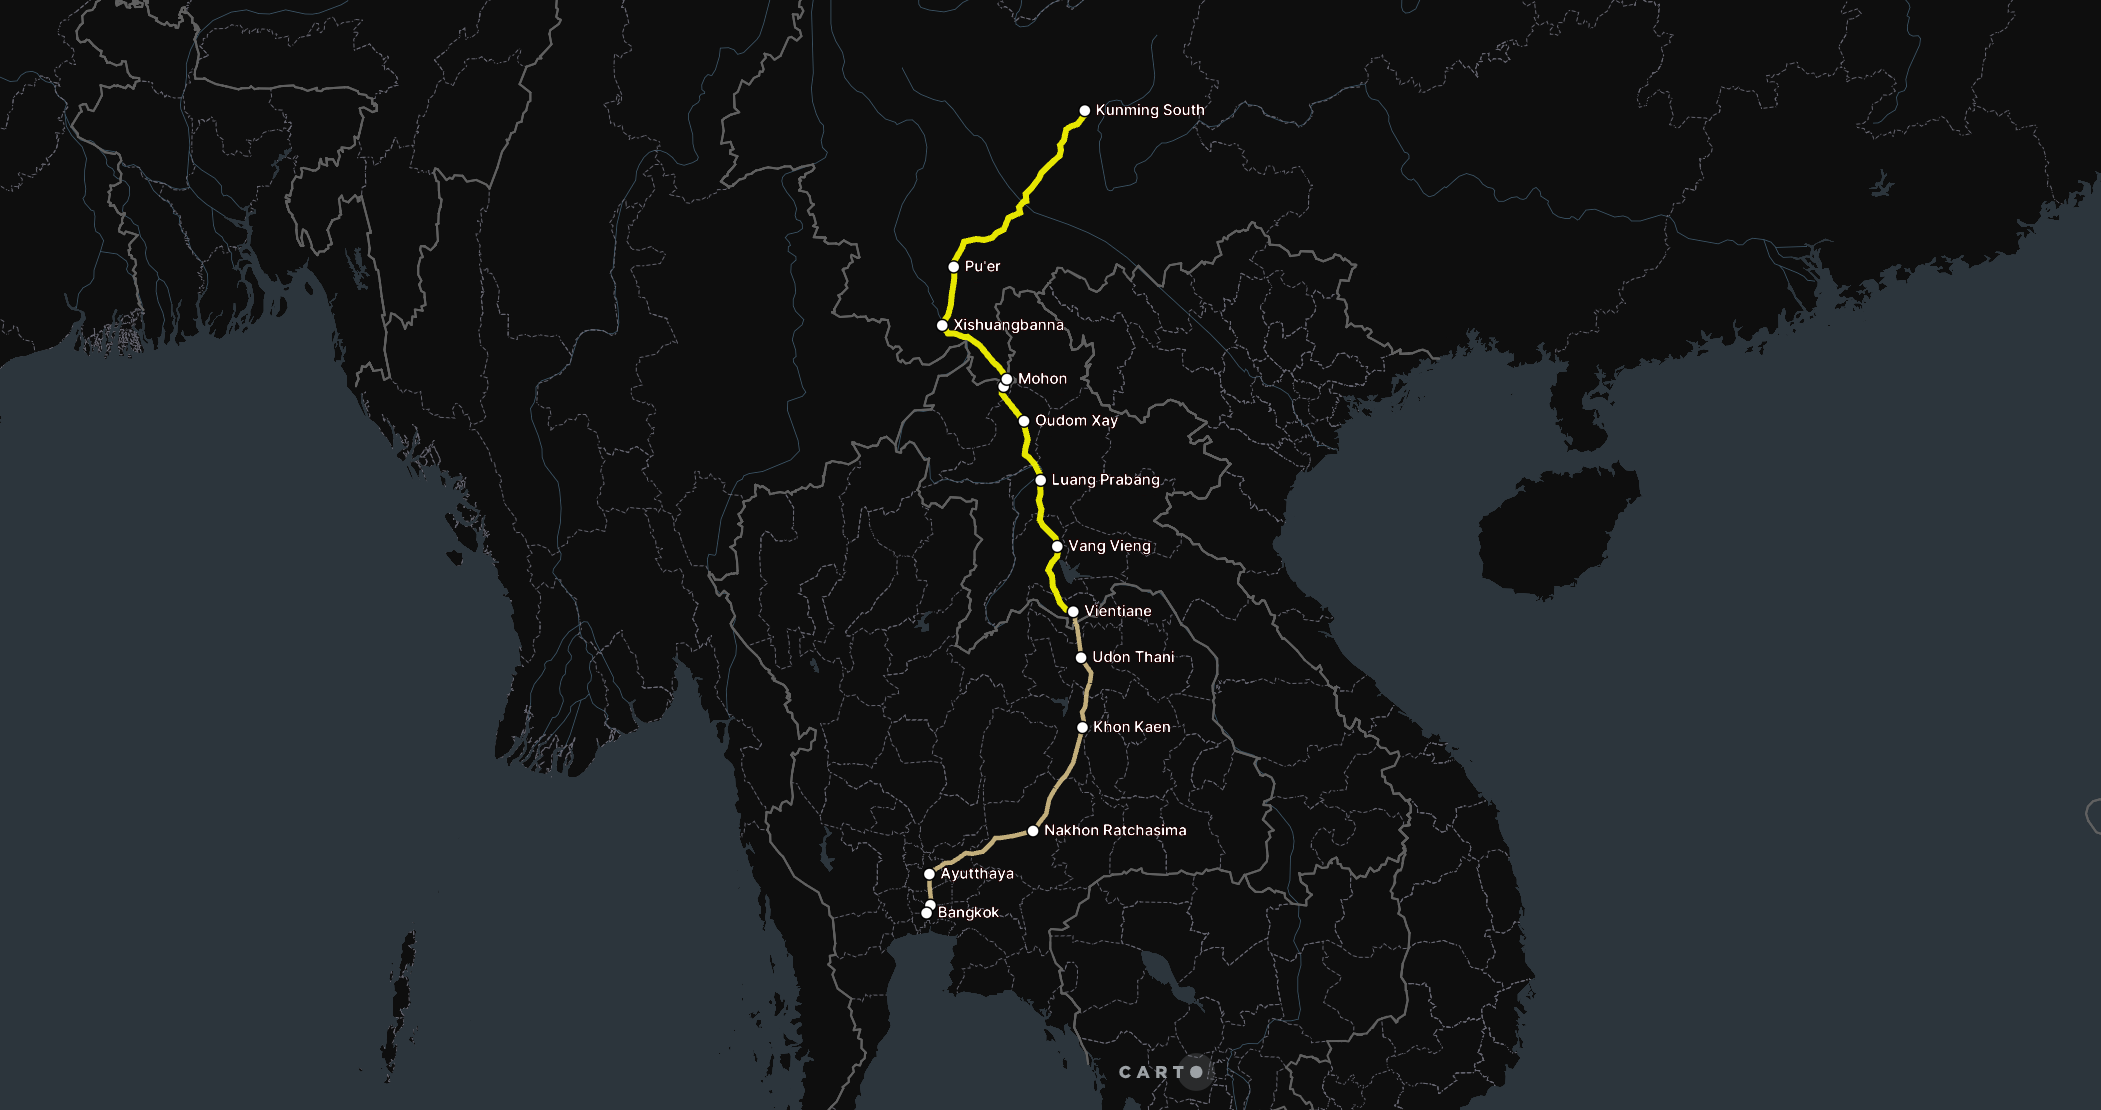 Kunming South
Pu'er
Xishuangbanna
Mohon
Oudom Xay
Luang Prabäng
Vang Vieng
Vientiane
Udon Thani
Khon Kaen
Nakhon Ratchasima
Ayutthaya
Bangkok
CARTO